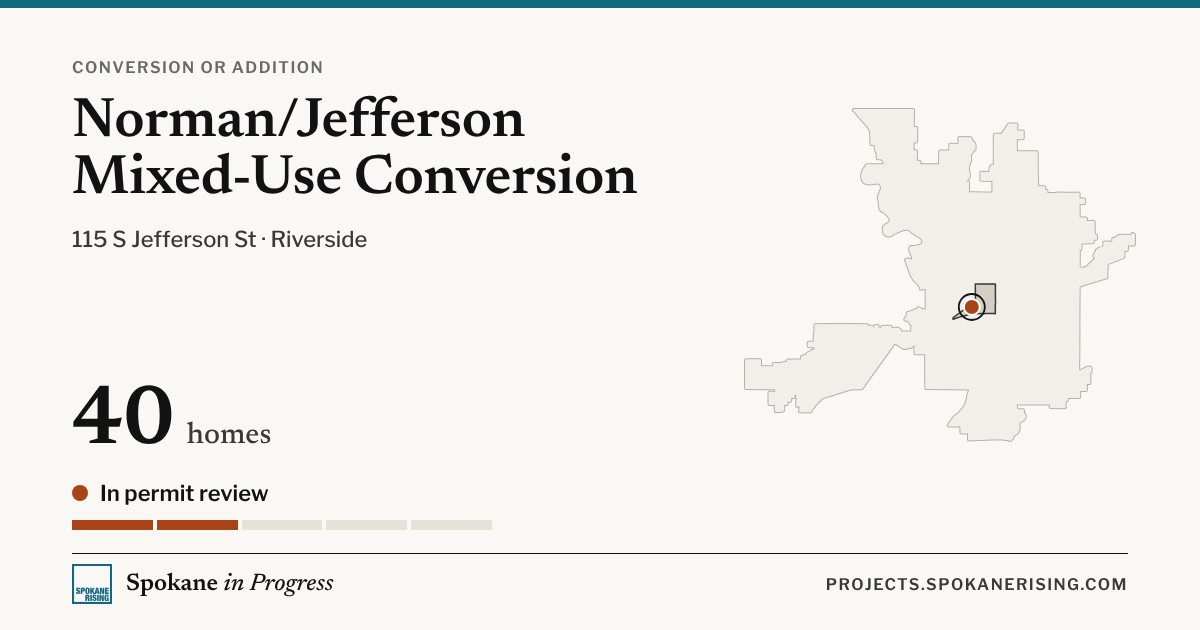 CONVERSION OR ADDITION
Norman/Jefferson
Mixed-Use Conversion
115 S Jefferson St · Riverside
40 homes
In permit review
SPOKANE
RISING
Spokane in Progress
PROJECTS.SPOKANERISING.COM